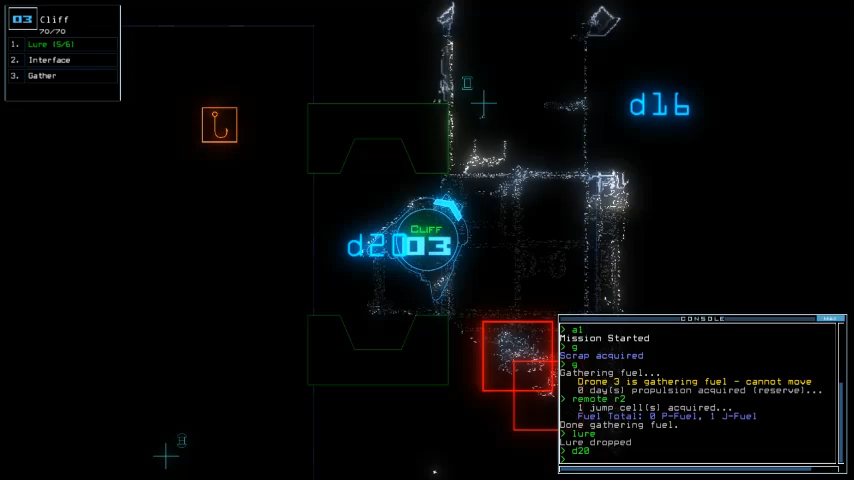 03 Cliff
70/70
1. Lure (5/6)
2. Interface
3. Gather
d16
d20
Cliff
03
CONSOLE
> a1
Mission Started
> g
Scrap acquired
> g
Gathering fuel...
Drone 3 is gathering fuel - cannot move
0 day(s) propulsion acquired (reserve)...
> remote r2
1 jump cell(s) acquired...
Fuel Total: 0 P-Fuel, 1 J-Fuel
Done gathering fuel.
> lure
Lure dropped
> d20
>